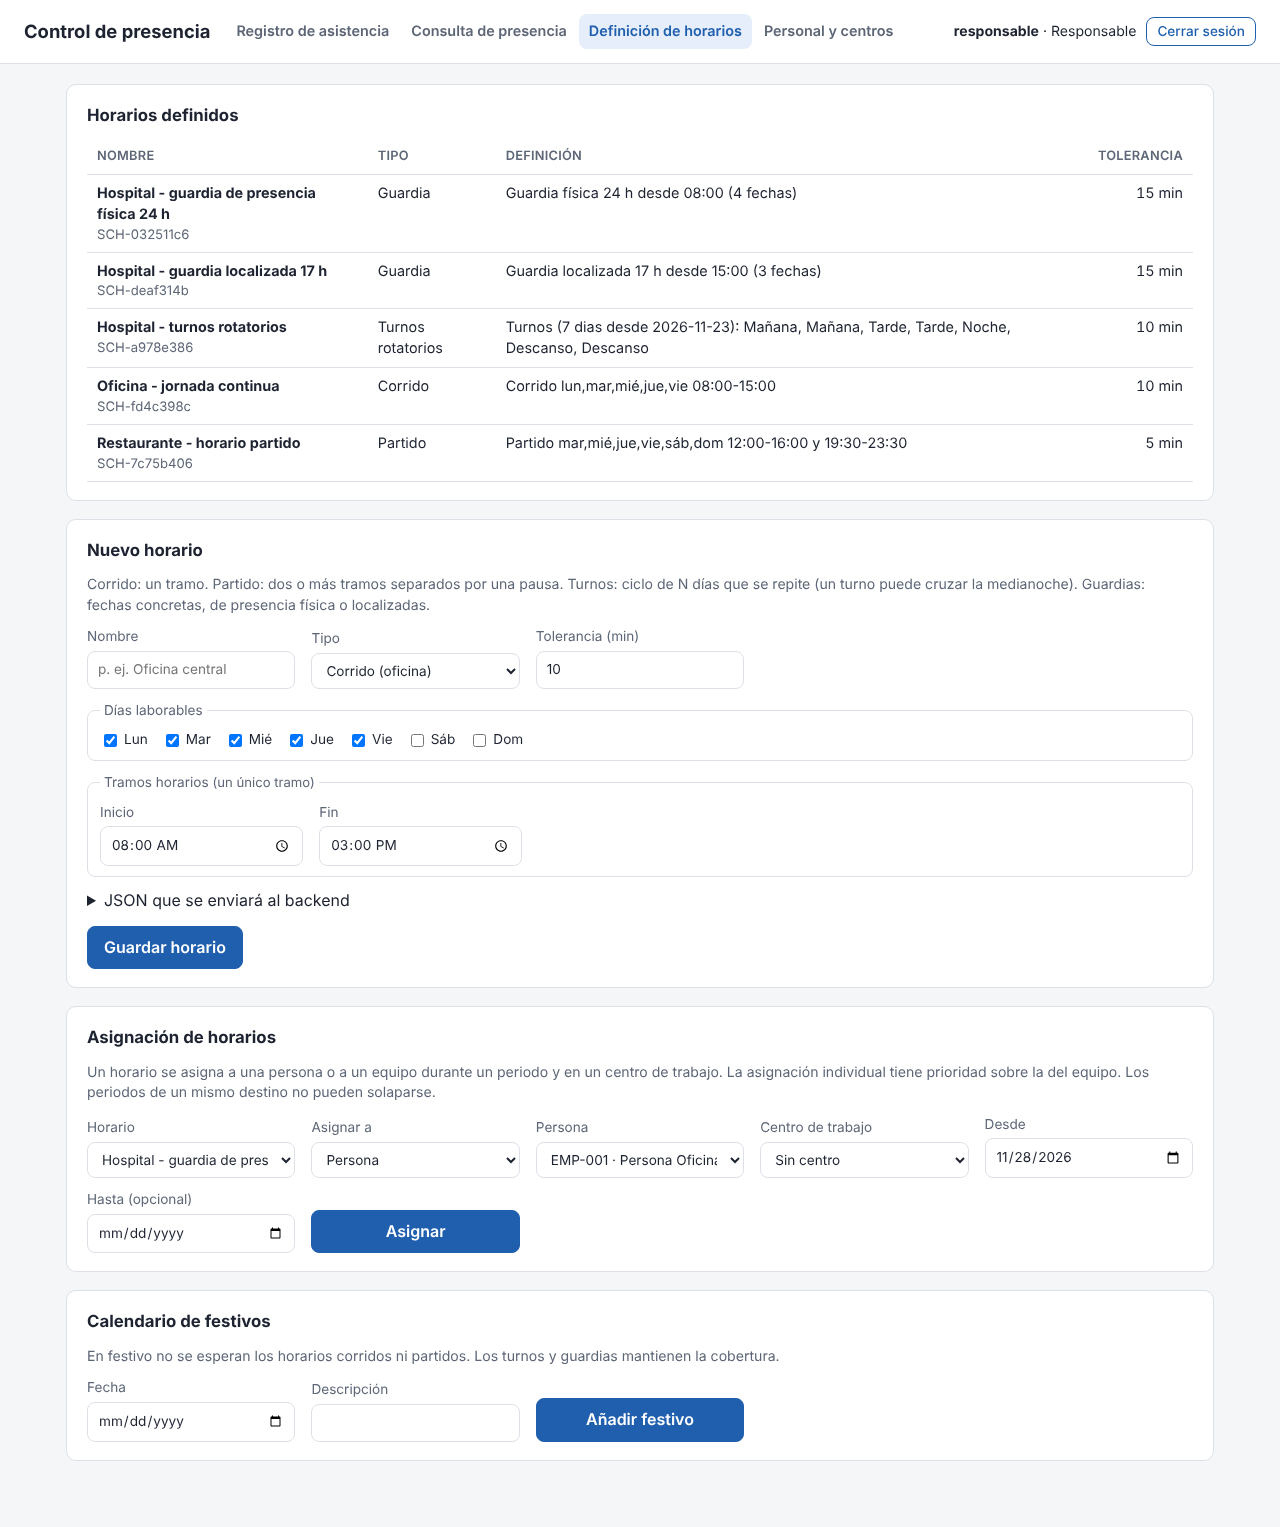 Control de presencia
Registro de asistencia
Consulta de presencia
Definición de horarios
Personal y centros
responsable · Responsable
Cerrar sesión
Horarios definidos
NOMBRE TIPO DEFINICIÓN TOLERANCIA
Hospital - guardia de presencia física 24 h
SCH-032511c6
Guardia
Guardia física 24 h desde 08:00 (4 fechas)
15 min
Hospital - guardia localizada 17 h
SCH-deaf314b
Guardia
Guardia localizada 17 h desde 15:00 (3 fechas)
15 min
Hospital - turnos rotatorios
SCH-a978e386
Turnos rotatorios
Turnos (7 dias desde 2026-11-23): Mañana, Mañana, Tarde, Tarde, Noche,
Descanso, Descanso
10 min
Oficina - jornada continua
SCH-fd4c398c
Corrido
Corrido lun,mar,mié,jue,vie 08:00-15:00
10 min
Restaurante - horario partido
SCH-7c75b406
Partido
Partido mar,mié,jue,vie,sáb,dom 12:00-16:00 y 19:30-23:30
5 min
Nuevo horario
Corrido: un tramo. Partido: dos o más tramos separados por una pausa. Turnos: ciclo de N días que se repite (un turno puede cruzar la medianoche). Guardias:
fechas concretas, de presencia física o localizadas.
Nombre
p. ej. Oficina central
Tipo
Corrido (oficina)
Tolerancia (min)
10
Días laborables
Lun Mar Mié Jue Vie Sáb Dom
Tramos horarios (un único tramo)
Inicio
08:00 AM
Fin
03:00 PM
JSON que se enviará al backend
Guardar horario
Asignación de horarios
Un horario se asigna a una persona o a un equipo durante un periodo y en un centro de trabajo. La asignación individual tiene prioridad sobre la del equipo. Los
periodos de un mismo destino no pueden solaparse.
Horario
Hospital - guardia de pres
Asignar a
Persona
Persona
EMP-001 · Persona Oficina
Centro de trabajo
Sin centro
Desde
11/28/2026
Hasta (opcional)
mm/dd/yyyy
Asignar
Calendario de festivos
En festivo no se esperan los horarios corridos ni partidos. Los turnos y guardias mantienen la cobertura.
Fecha
mm/dd/yyyy
Descripción
Añadir festivo